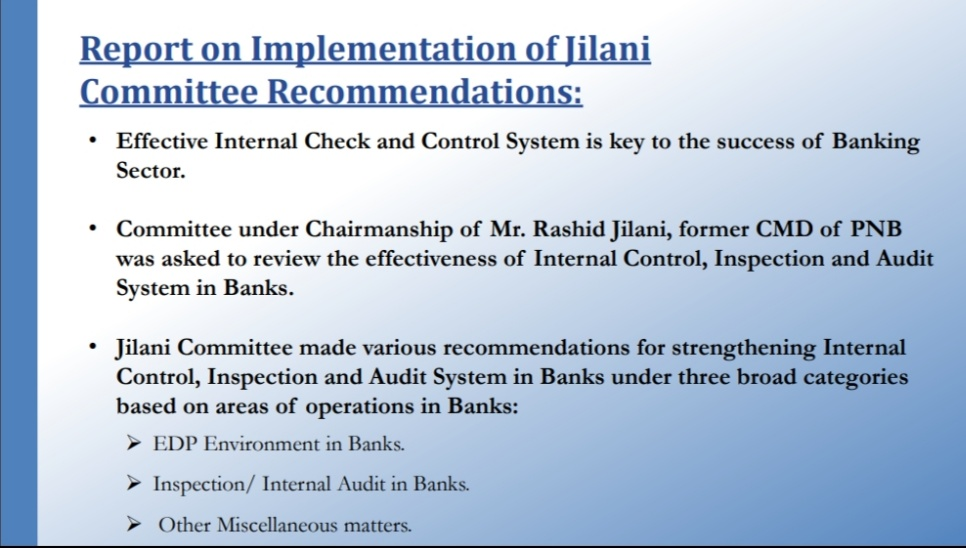 Report on Implementation of Jilani
Committee Recommendations:
• Effective Internal Check and Control System is key to the success of Banking
Sector.
• Committee under Chairmanship of Mr. Rashid Jilani, former CMD of PNB
was asked to review the effectiveness of Internal Control, Inspection and Audit
System in Banks.
• Jilani Committee made various recommendations for strengthening Internal
Control, Inspection and Audit System in Banks under three broad categories
based on areas of operations in Banks:
➢ EDP Environment in Banks.
➢ Inspection/ Internal Audit in Banks.
➢ Other Miscellaneous matters.